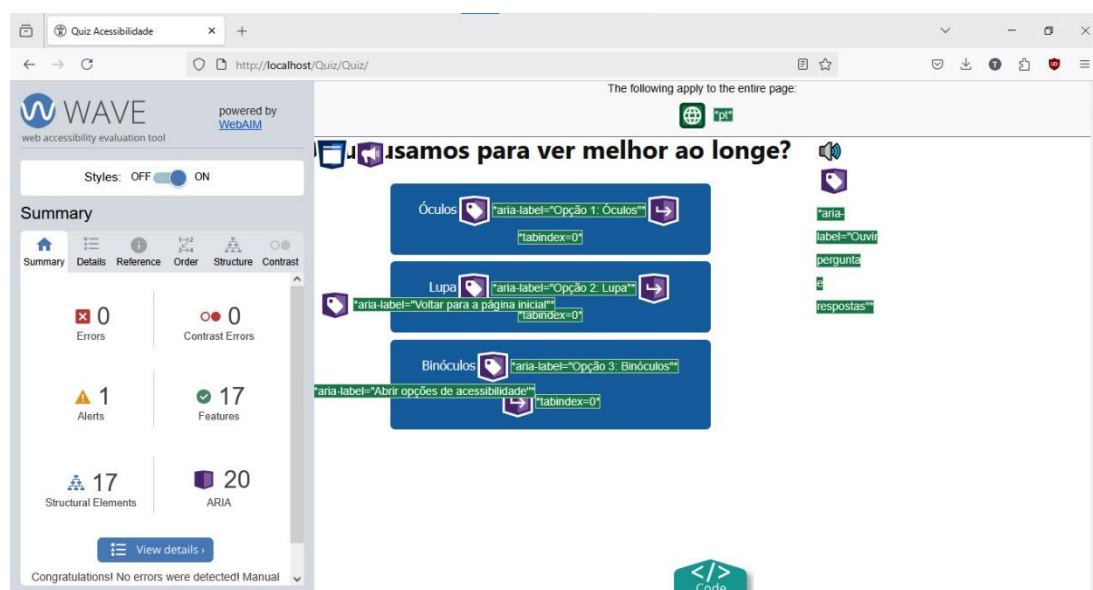 Quiz Acessibilidade
http://localhost/Quiz/Quiz/
WAVE
web accessibility evaluation tool
powered by
WebAIM
Styles: OFF ON
Summary
Summary Details Reference Order Structure Contrast
0
Errors
0
Contrast Errors
1
Alerts
17
Features
17
Structural Elements
20
ARIA
View details ›
Congratulations! No errors were detected! Manual
The following apply to the entire page:
*pt*
usamos para ver melhor ao longe?
Óculos *aria-label="Opção 1: Óculos"*
*tabindex=0*
Lupa *aria-label="Opção 2: Lupa"*
*aria-label="Voltar para a página inicial"*
*tabindex=0*
Binóculos *aria-label="Opção 3: Binóculos"*
*aria-label="Abrir opções de acessibilidade"*
*tabindex=0*
*aria-
label="Ouvir
pergunta
e
respostas"*
</>
Code